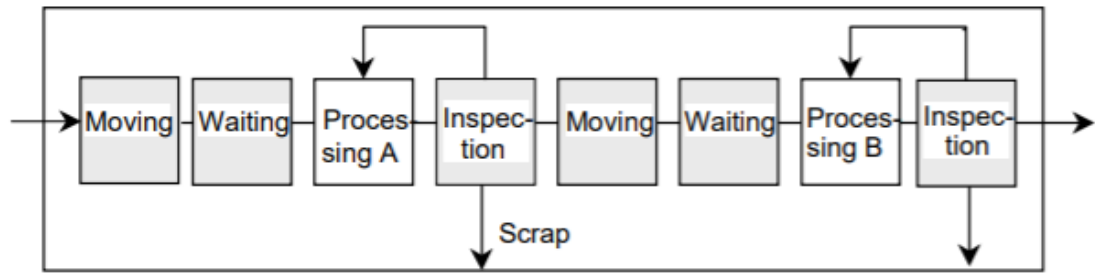 Moving
Waiting
Proces-
sing A
Inspec-
tion
Moving
Waiting
Proces-
sing B
Inspec-
tion
Scrap